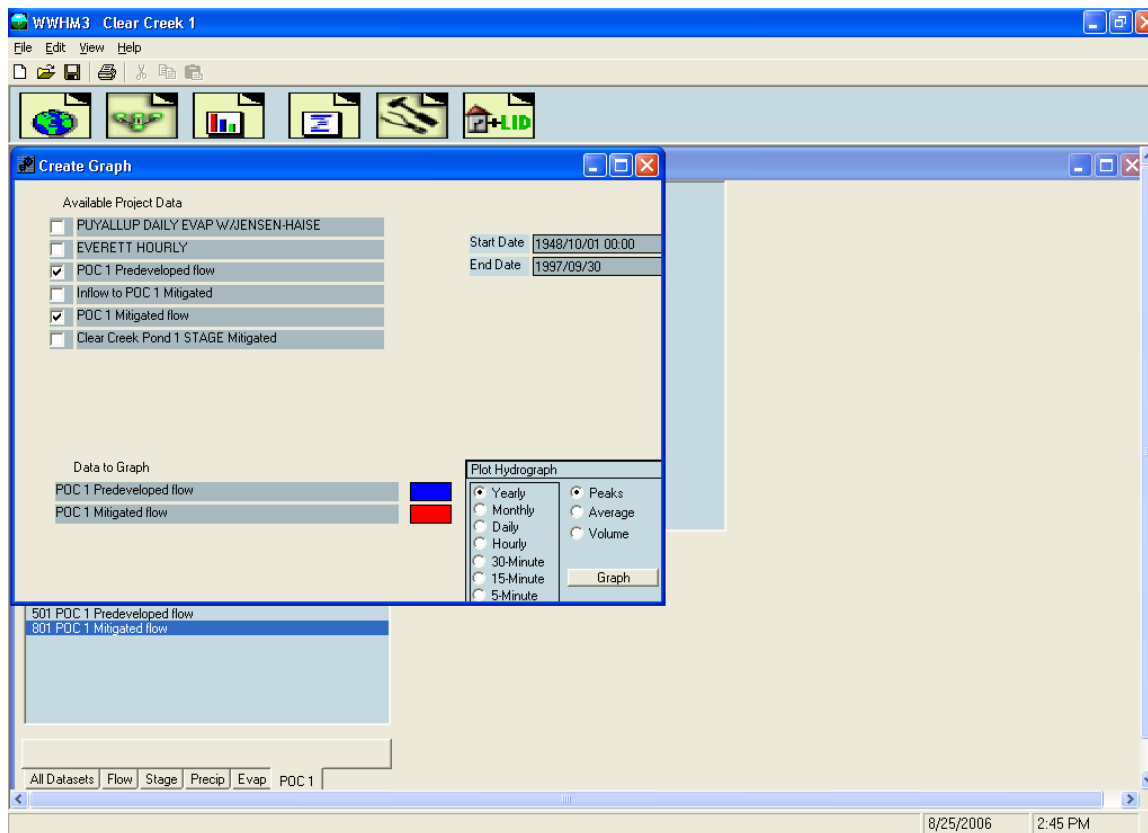 WWHM3 Clear Creek 1
File Edit View Help
+LID
Create Graph
Available Project Data
PUYALLUP DAILY EVAP W/JENSEN-HAISE
EVERETT HOURLY
POC 1 Predeveloped flow
Inflow to POC 1 Mitigated
POC 1 Mitigated flow
Clear Creek Pond 1 STAGE Mitigated
Start Date 1948/10/01 00:00
End Date 1997/09/30
Data to Graph
POC 1 Predeveloped flow
POC 1 Mitigated flow
Plot Hydrograph
Yearly
Monthly
Daily
Hourly
30-Minute
15-Minute
5-Minute
Peaks
Average
Volume
Graph
501 POC 1 Predeveloped flow
801 POC 1 Mitigated flow
All Datasets Flow Stage Precip Evap POC 1
8/25/2006 2:45 PM